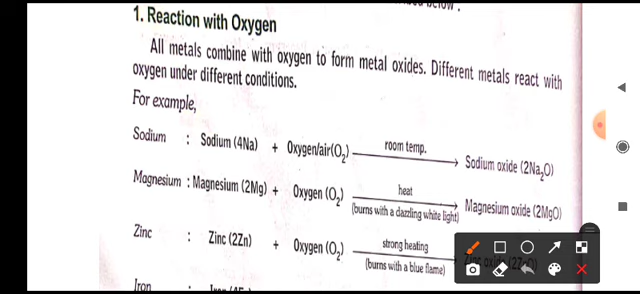 1. Reaction with Oxygen
All metals combine with oxygen to form metal oxides. Different metals react with
oxygen under different conditions.
For example,
Sodium : Sodium (4Na) + Oxygen/air(O₂) room temp. Sodium oxide (2Na₂O)
Magnesium : Magnesium (2Mg) + Oxygen (O₂) heat (burns with a dazzling white light) Magnesium oxide (2MgO)
Zinc : Zinc (2Zn) + Oxygen (O₂) strong heating (burns with a blue flame)
Iron :